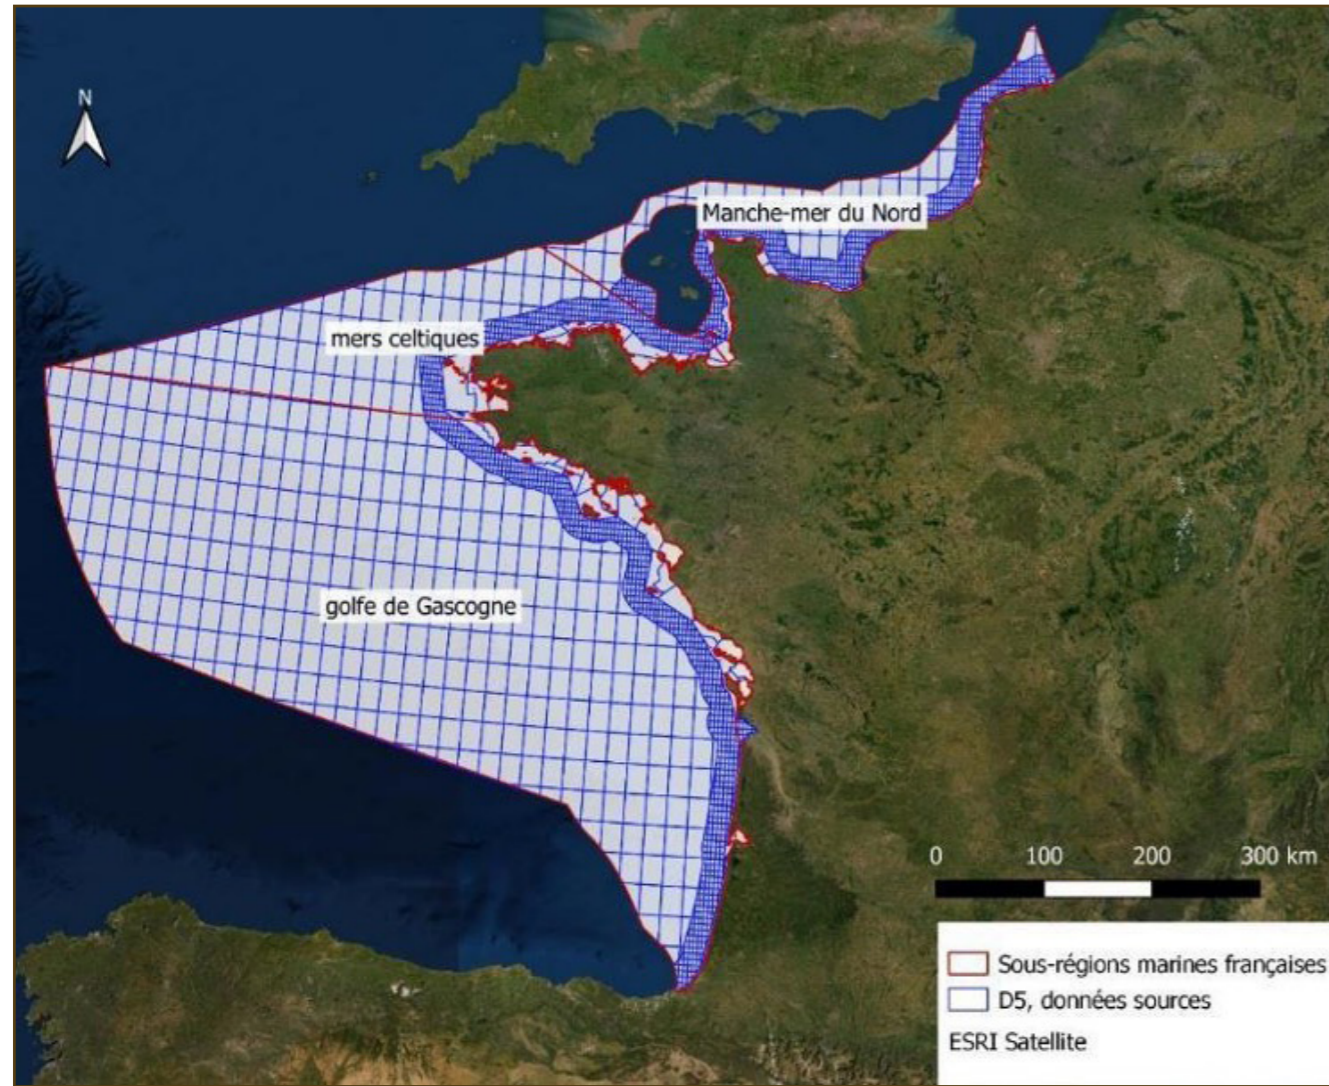 N
Manche-mer du Nord
mers celtiques
golfe de Gascogne
0 100 200 300 km
Sous-régions marines françaises
D5, données sources
ESRI Satellite